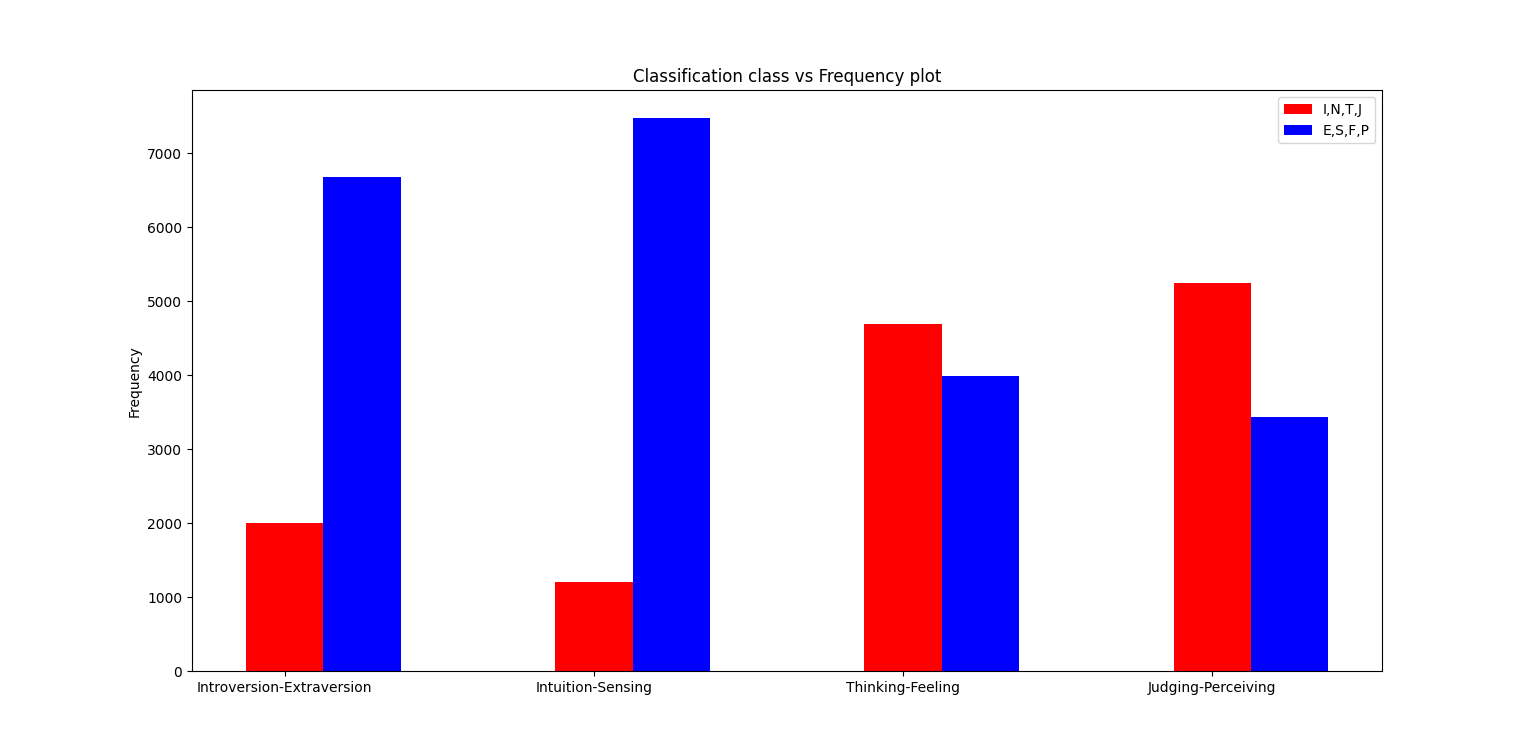 Classification class vs Frequency plot
I,N,T,J
E,S,F,P
Frequency
7000
6000
5000
4000
3000
2000
1000
0
Introversion-Extraversion
Intuition-Sensing
Thinking-Feeling
Judging-Perceiving